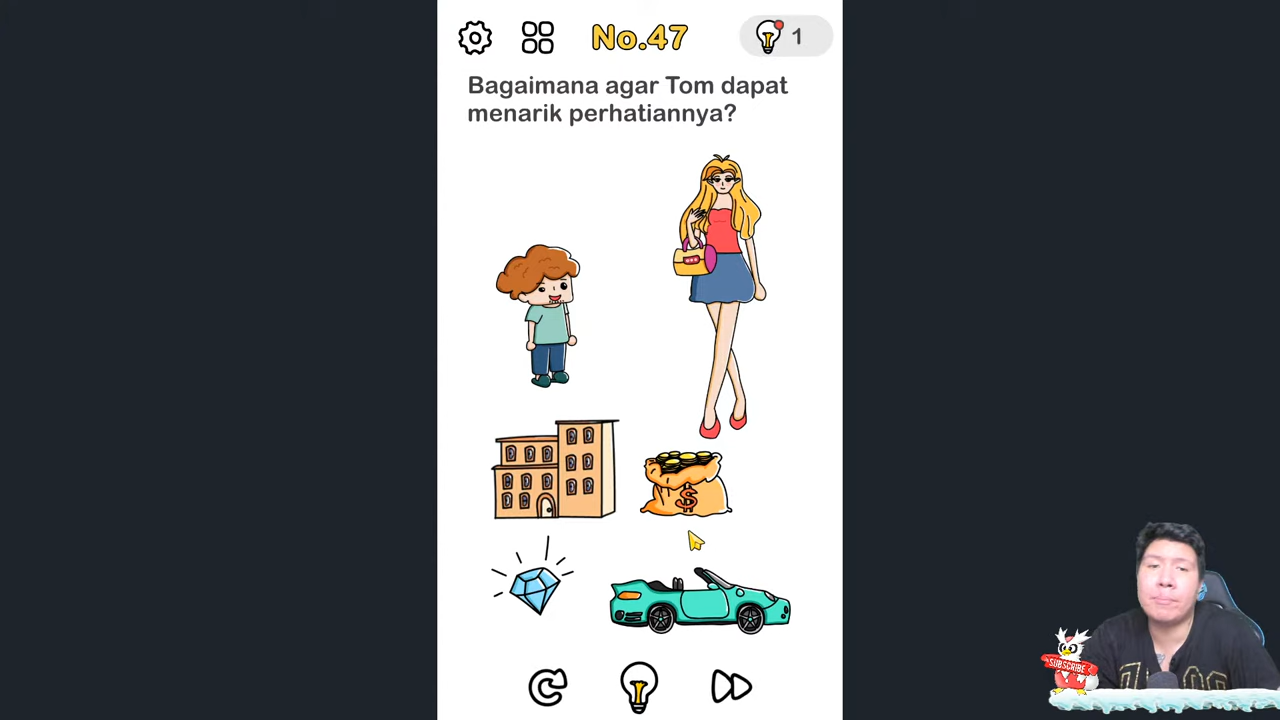 No.47
1
Bagaimana agar Tom dapat
menarik perhatiannya?
$
SUBSCRIBE